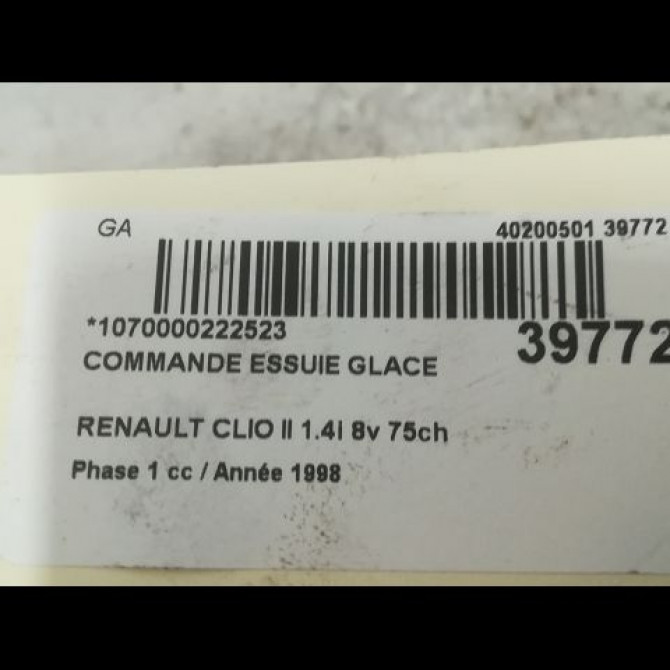 GA
40200501 39772
*1070000222523
39772
COMMANDE ESSUIE GLACE
RENAULT CLIO II 1.4I 8v 75ch
Phase 1 cc / Année 1998